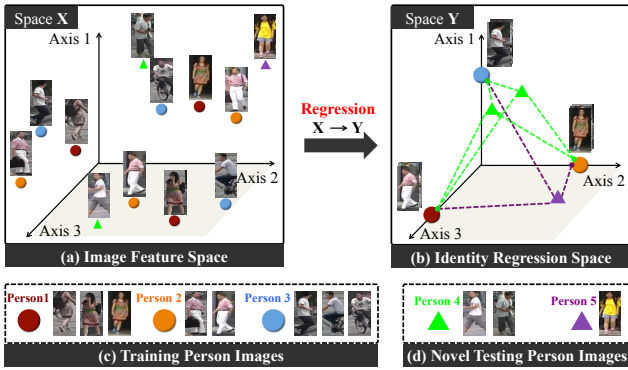 Space X
Axis 1
Axis 2
Axis 3
(a) Image Feature Space
Regression
X → Y
Space Y
Axis 1
Axis 2
Axis 3
(b) Identity Regression Space
Person1
Person 2
Person 3
(c) Training Person Images
Person 4
Person 5
(d) Novel Testing Person Images